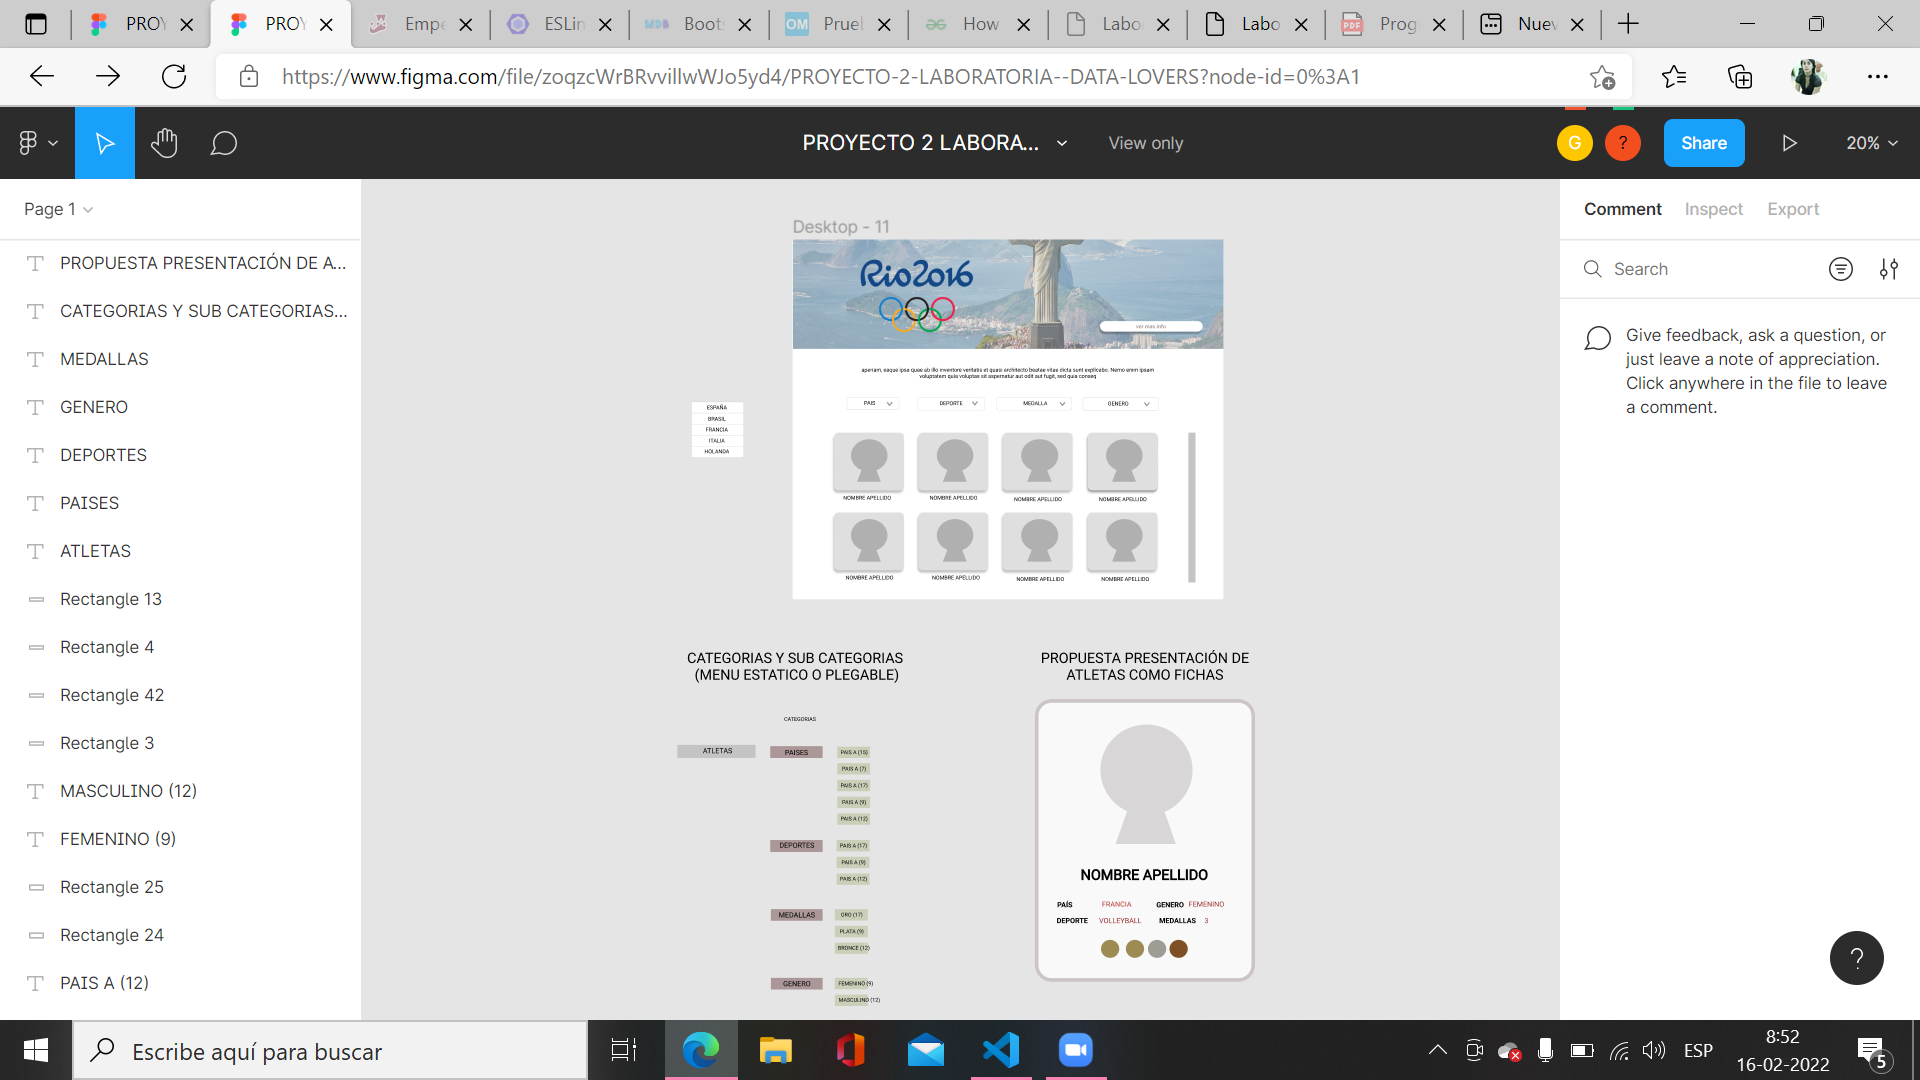 PROY
PROY
Empe
ESLin
MDB
Boots
OM
Pruel
How
Labo
Labo
PDF
Prog
Nuev
https://www.figma.com/file/zoqzcWrBRvvillwWJo5yd4/PROYECTO-2-LABORATORIA--DATA-LOVERS?node-id=0%3A1
PROYECTO 2 LABORA...
View only
G
?
Share
20%
Page 1
PROPUESTA PRESENTACIÓN DE A...
CATEGORIAS Y SUB CATEGORIAS...
MEDALLAS
GENERO
DEPORTES
PAISES
ATLETAS
Rectangle 13
Rectangle 4
Rectangle 42
Rectangle 3
MASCULINO (12)
FEMENINO (9)
Rectangle 25
Rectangle 24
PAIS A (12)
Desktop - 11
Rio2016
ver mas info
aperiam, eaque ipsa quae ab illo inventore veritatis et quasi architecto beatae vitae dicta sunt explicabo. Nemo enim ipsam
voluptatem quia voluptas sit aspernatur aut odit aut fugit, sed quia conseq
PAIS
DEPORTE
MEDALLA
GENERO
ESPAÑA
BRASIL
FRANCIA
ITALIA
HOLANDA
NOMBRE APELLIDO
NOMBRE APELLIDO
NOMBRE APELLIDO
NOMBRE APELLIDO
NOMBRE APELLIDO
NOMBRE APELLIDO
NOMBRE APELLIDO
NOMBRE APELLIDO
CATEGORIAS Y SUB CATEGORIAS
(MENU ESTATICO O PLEGABLE)
CATEGORIAS
ATLETAS
PAISES
PAIS A (15)
PAIS A (7)
PAIS A (17)
PAIS A (9)
PAIS A (12)
DEPORTES
PAIS A (17)
PAIS A (9)
PAIS A (12)
MEDALLAS
ORO (17)
PLATA (9)
BRONCE (12)
GENERO
FEMENINO (9)
MASCULINO (12)
PROPUESTA PRESENTACIÓN DE
ATLETAS COMO FICHAS
NOMBRE APELLIDO
PAÍS FRANCIA GENERO FEMENINO
DEPORTE VOLLEYBALL MEDALLAS 3
Comment
Inspect
Export
Search
Give feedback, ask a question, or
just leave a note of appreciation.
Click anywhere in the file to leave
a comment.
?
Escribe aquí para buscar
ESP
8:52
16-02-2022
5